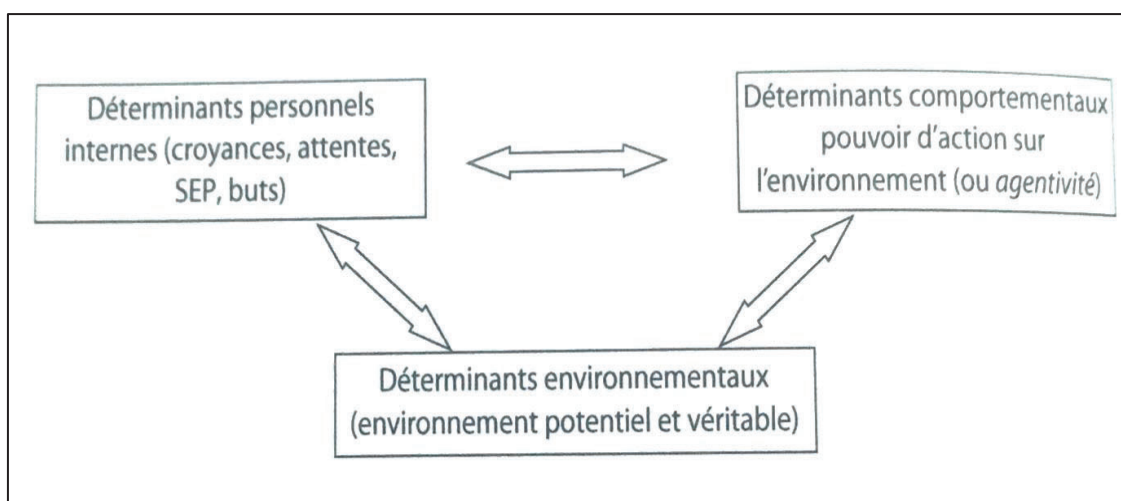 Déterminants personnels
internes (croyances, attentes,
SEP, buts)
Déterminants comportementaux
pouvoir d'action sur
l'environnement (ou agentivité)
Déterminants environnementaux
(environnement potentiel et véritable)